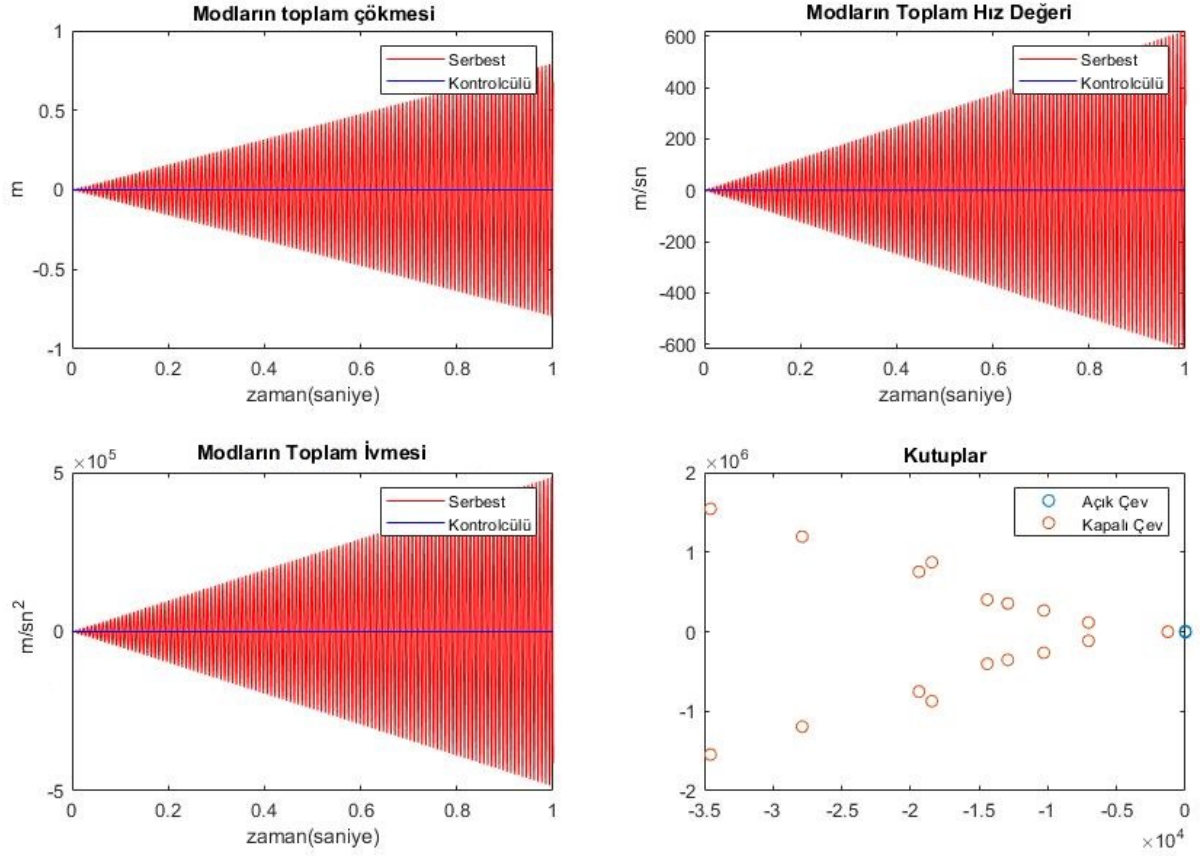 Modların toplam çökmesi
1
0.5
0
-0.5
-1
m
Serbest
Kontrolcülü
0 0.2 0.4 0.6 0.8 1
zaman(saniye)
Modların Toplam Hız Değeri
600
400
200
0
-200
-400
-600
m/sn
Serbest
Kontrolcülü
0 0.2 0.4 0.6 0.8 1
zaman(saniye)
Modların Toplam İvmesi
×10^5
5
0
-5
m/sn^2
Serbest
Kontrolcülü
0 0.2 0.4 0.6 0.8 1
zaman(saniye)
Kutuplar
×10^6
2
1
0
-1
-2
Açık Çev
Kapalı Çev
-3.5 -3 -2.5 -2 -1.5 -1 -0.5 0
×10^4